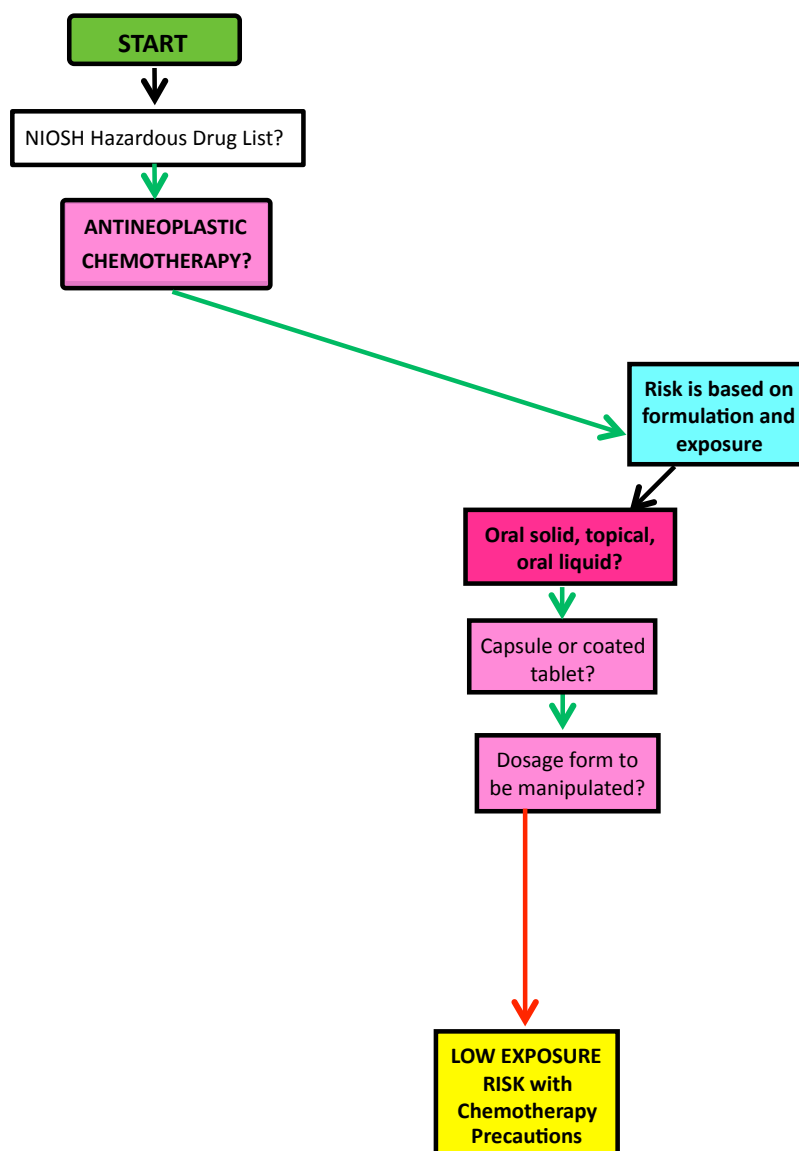 START
NIOSH Hazardous Drug List?
ANTINEOPLASTIC
CHEMOTHERAPY?
Risk is based on
formulation and
exposure
Oral solid, topical,
oral liquid?
Capsule or coated
tablet?
Dosage form to
be manipulated?
LOW EXPOSURE
RISK with
Chemotherapy
Precautions